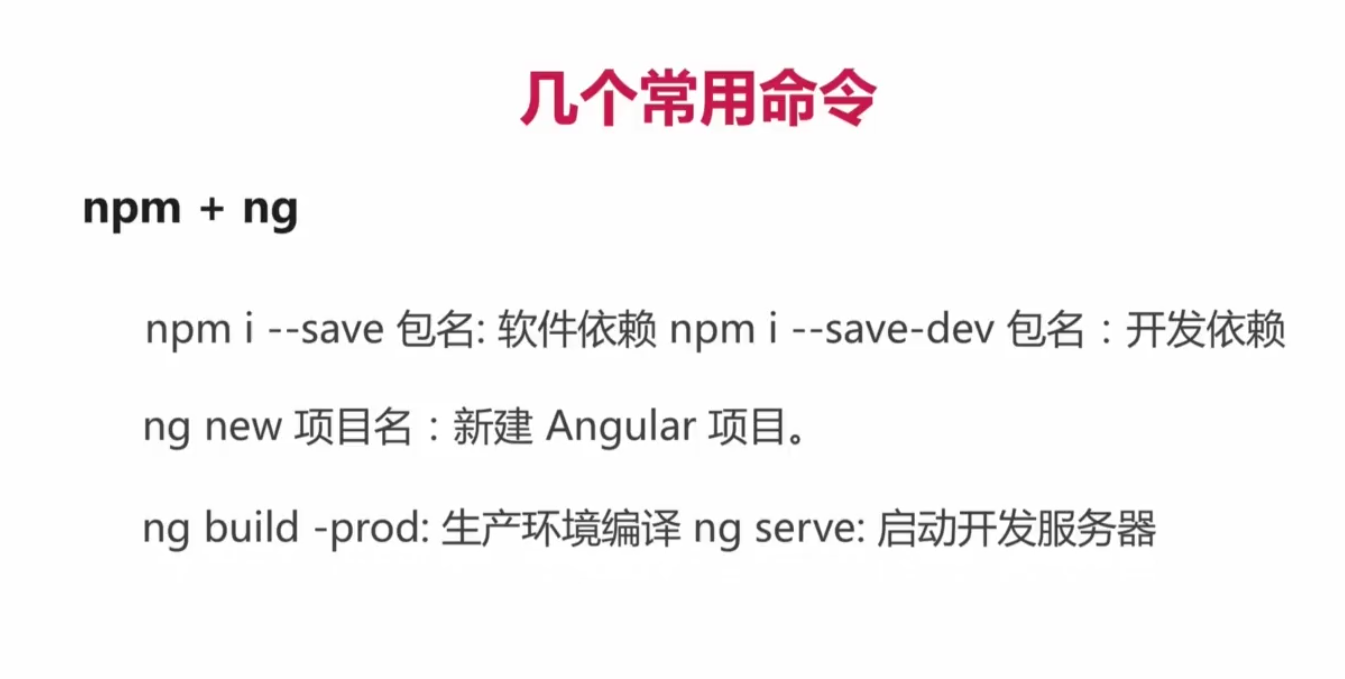 几个常用命令
npm + ng
npm i --save 包名: 软件依赖 npm i --save-dev 包名：开发依赖
ng new 项目名：新建 Angular 项目。
ng build -prod: 生产环境编译 ng serve: 启动开发服务器